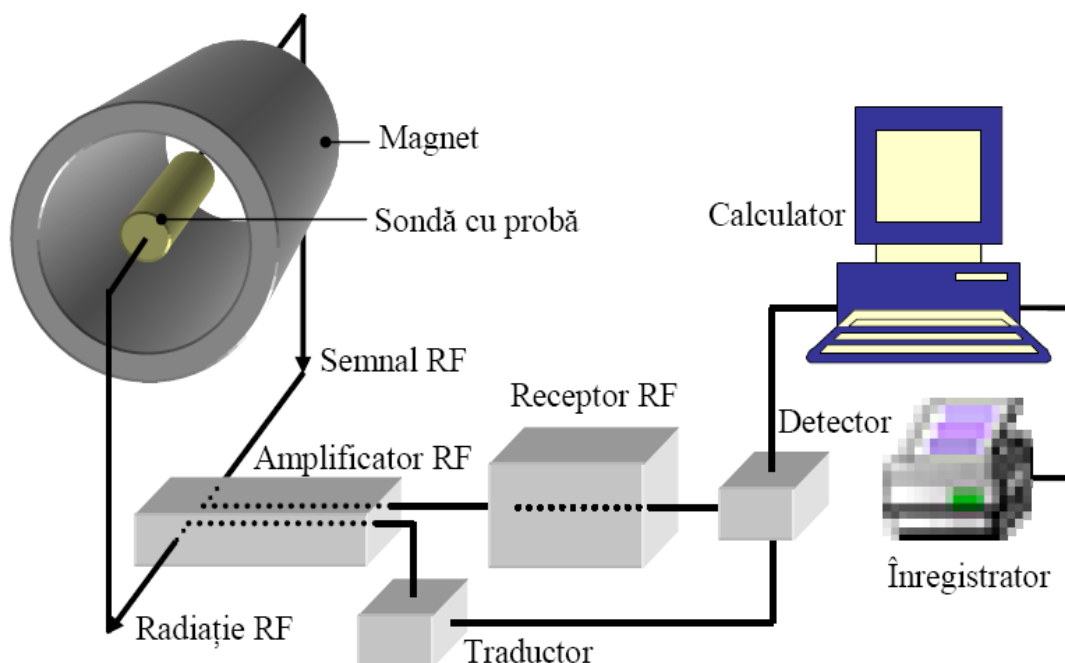 Magnet
Sondă cu probă
Calculator
Semnal RF
Receptor RF
Detector
Amplificator RF
Înregistrator
Radiație RF
Traductor